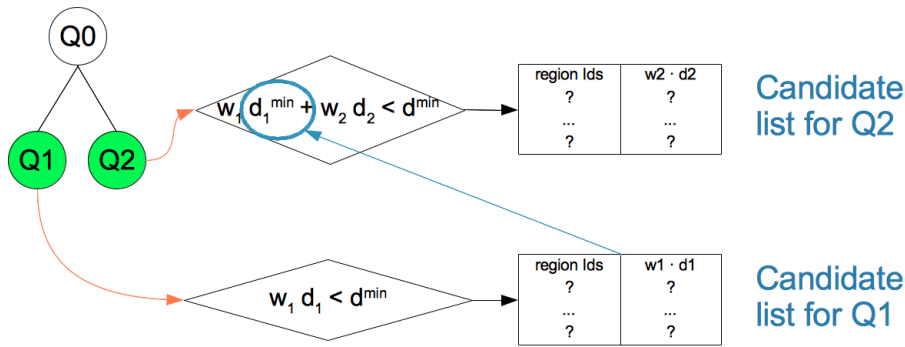 Q0
Q1
Q2
w₁ d₁ᵐⁱⁿ + w₂ d₂ < dᵐⁱⁿ
region Ids w2 · d2
? ?
... ...
? ?
Candidate
list for Q2
w₁ d₁ < dᵐⁱⁿ
region Ids w1 · d1
? ?
... ...
? ?
Candidate
list for Q1